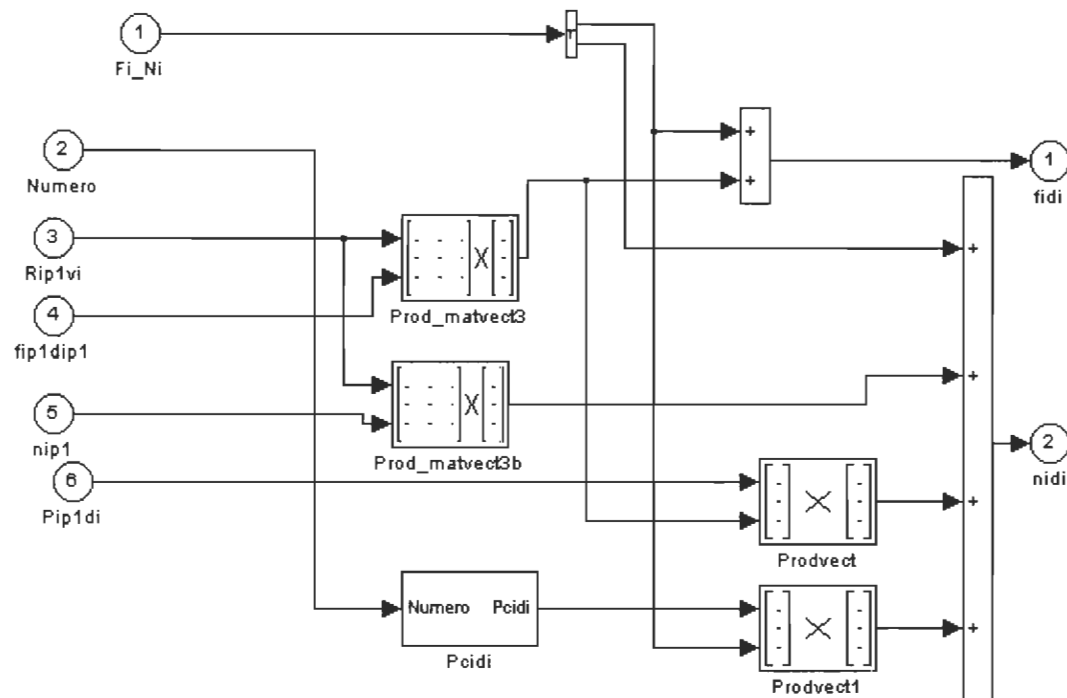 1
Fi_Ni
T
2
Numero
+
+
1
fidi
3
Rip1vi
X
Prod_matvect3
+
4
fip1dip1
X
Prod_matvect3b
+
5
nip1
2
nidi
6
Pip1di
X
Prodvect
+
Numero Pcidi
Pcidi
X
Prodvect1
+